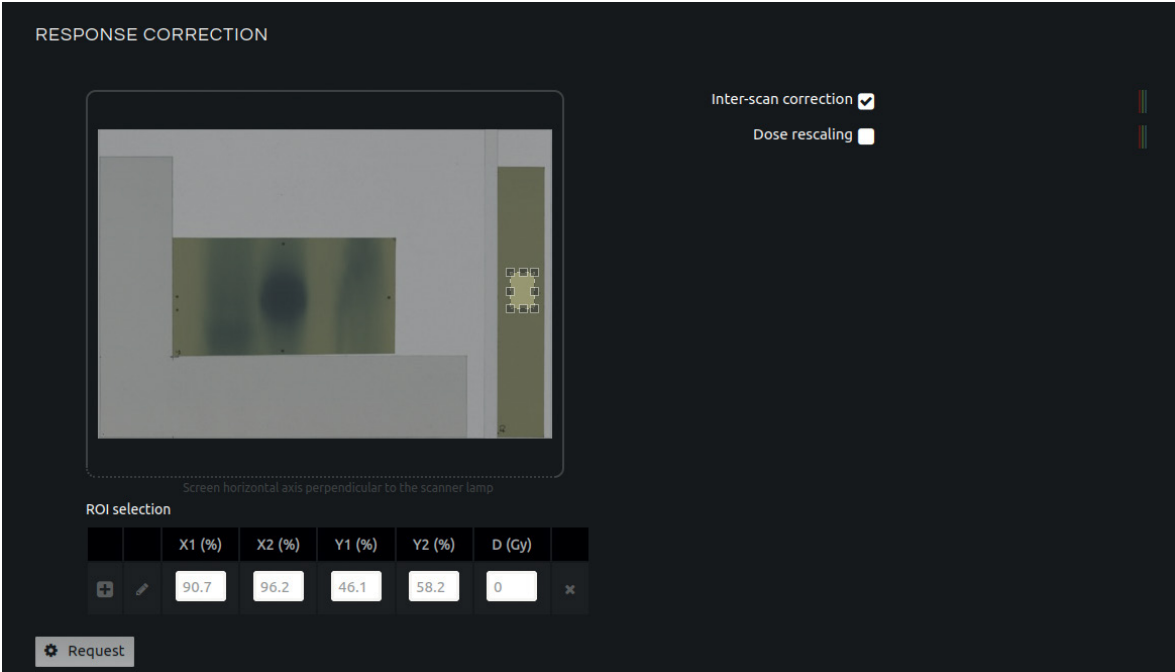 RESPONSE CORRECTION
Inter-scan correction
Dose rescaling
Screen horizontal axis perpendicular to the scanner lamp
ROI selection
X1 (%) X2 (%) Y1 (%) Y2 (%) D (Gy)
90.7 96.2 46.1 58.2 0
Request